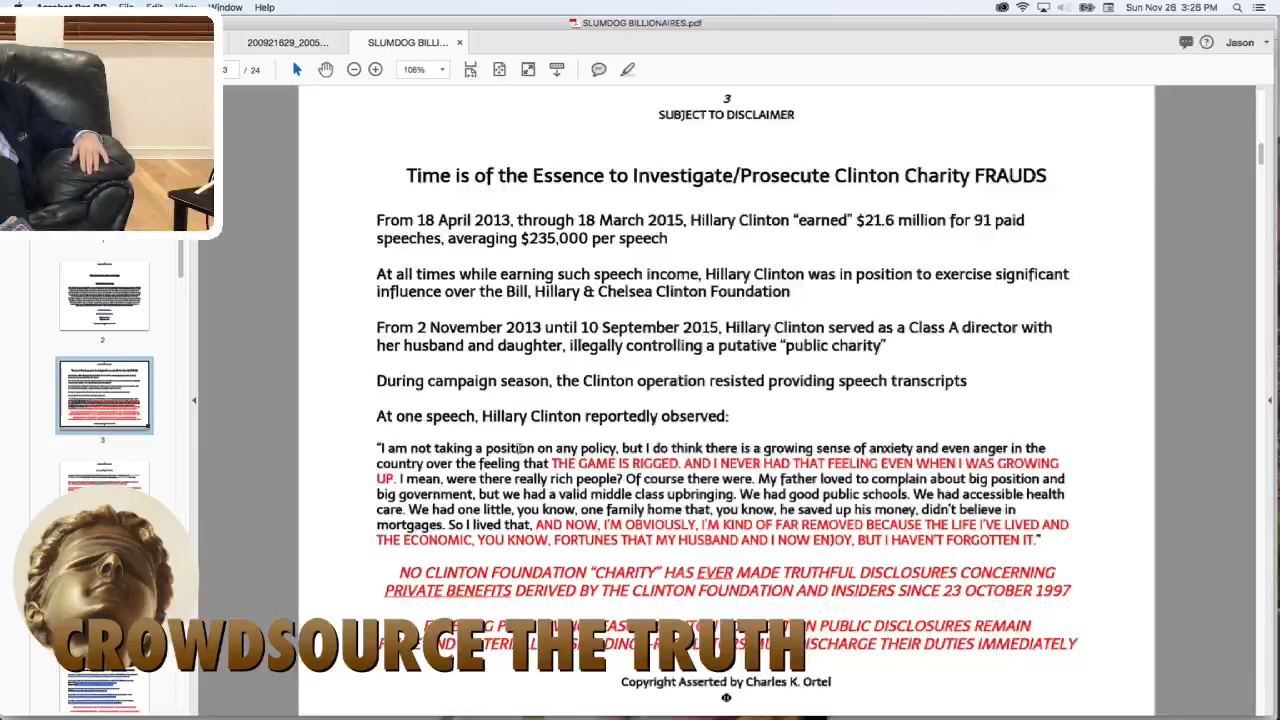 Window Help
Sun Nov 26 3:26 PM
SLUMDOG BILLIONAIRES.pdf
200921629_2005...
SLUMDOG BILLI... ×
Jason
3 / 24
106%
3
SUBJECT TO DISCLAIMER
Time is of the Essence to Investigate/Prosecute Clinton Charity FRAUDS
From 18 April 2013, through 18 March 2015, Hillary Clinton “earned” $21.6 million for 91 paid
speeches, averaging $235,000 per speech
At all times while earning such speech income, Hillary Clinton was in position to exercise significant
influence over the Bill, Hillary & Chelsea Clinton Foundation
From 2 November 2013 until 10 September 2015, Hillary Clinton served as a Class A director with
her husband and daughter, illegally controlling a putative “public charity”
During campaign 2016, the Clinton operation resisted providing speech transcripts
At one speech, Hillary Clinton reportedly observed:
“I am not taking a position on any policy, but I do think there is a growing sense of anxiety and even anger in the
country over the feeling that THE GAME IS RIGGED. AND I NEVER HAD THAT FEELING EVEN WHEN I WAS GROWING
UP. I mean, were there really rich people? Of course there were. My father loved to complain about big position and
big government, but we had a solid middle class upbringing. We had good public schools. We had accessible health
care. We had one little, you know, one family home that, you know, he saved up his money, didn’t believe in
mortgages. So I lived that, AND NOW, I’M OBVIOUSLY, I’M KIND OF FAR REMOVED BECAUSE THE LIFE I’VE LIVED AND
THE ECONOMIC, YOU KNOW, FORTUNES THAT MY HUSBAND AND I NOW ENJOY, BUT I HAVEN’T FORGOTTEN IT.”
NO CLINTON FOUNDATION “CHARITY” HAS EVER MADE TRUTHFUL DISCLOSURES CONCERNING
PRIVATE BENEFITS DERIVED BY THE CLINTON FOUNDATION AND INSIDERS SINCE 23 OCTOBER 1997
PUBLIC DISCLOSURES REMAIN
DISCHARGE THEIR DUTIES IMMEDIATELY
CROWDSOURCE THE TRUTH
Copyright Asserted by
2
3